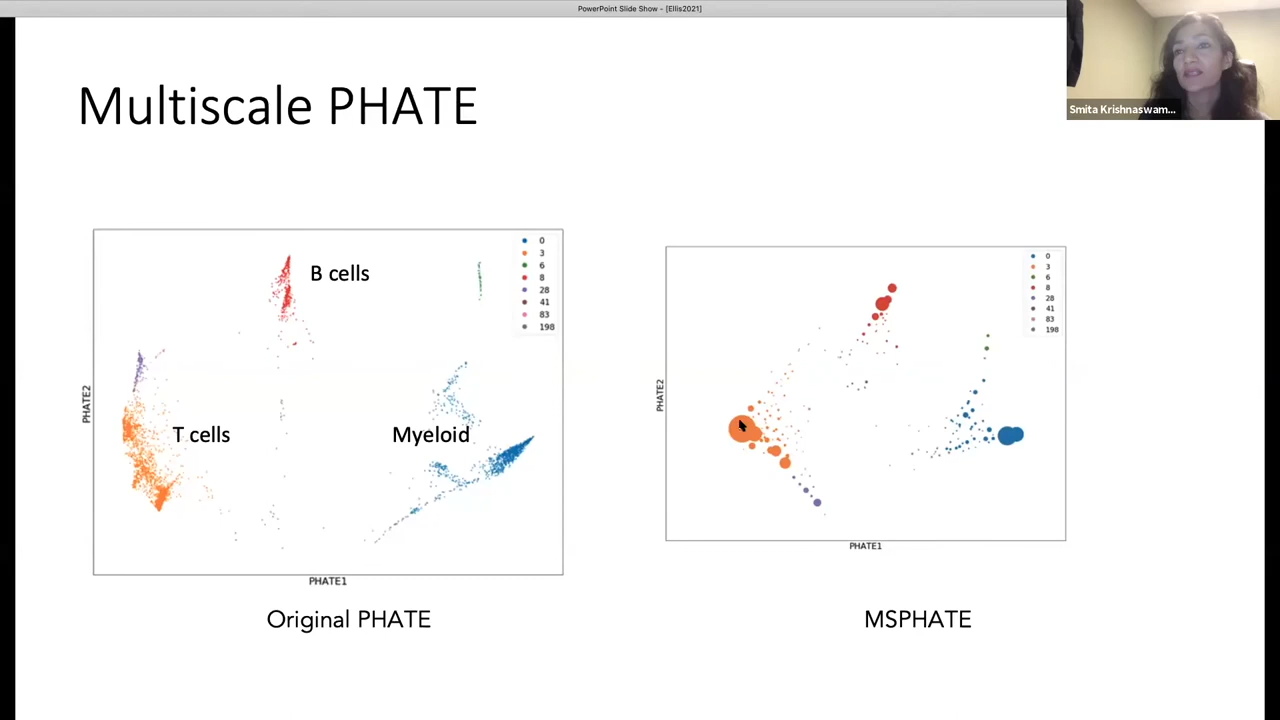 PowerPoint Slide Show - [Ellis2021]
Smita Krishnaswam...
Multiscale PHATE
0
3
6
8
28
41
83
198
B cells
T cells
Myeloid
PHATE2
PHATE1
Original PHATE
0
3
6
8
28
41
83
198
PHATE2
PHATE1
MSPHATE